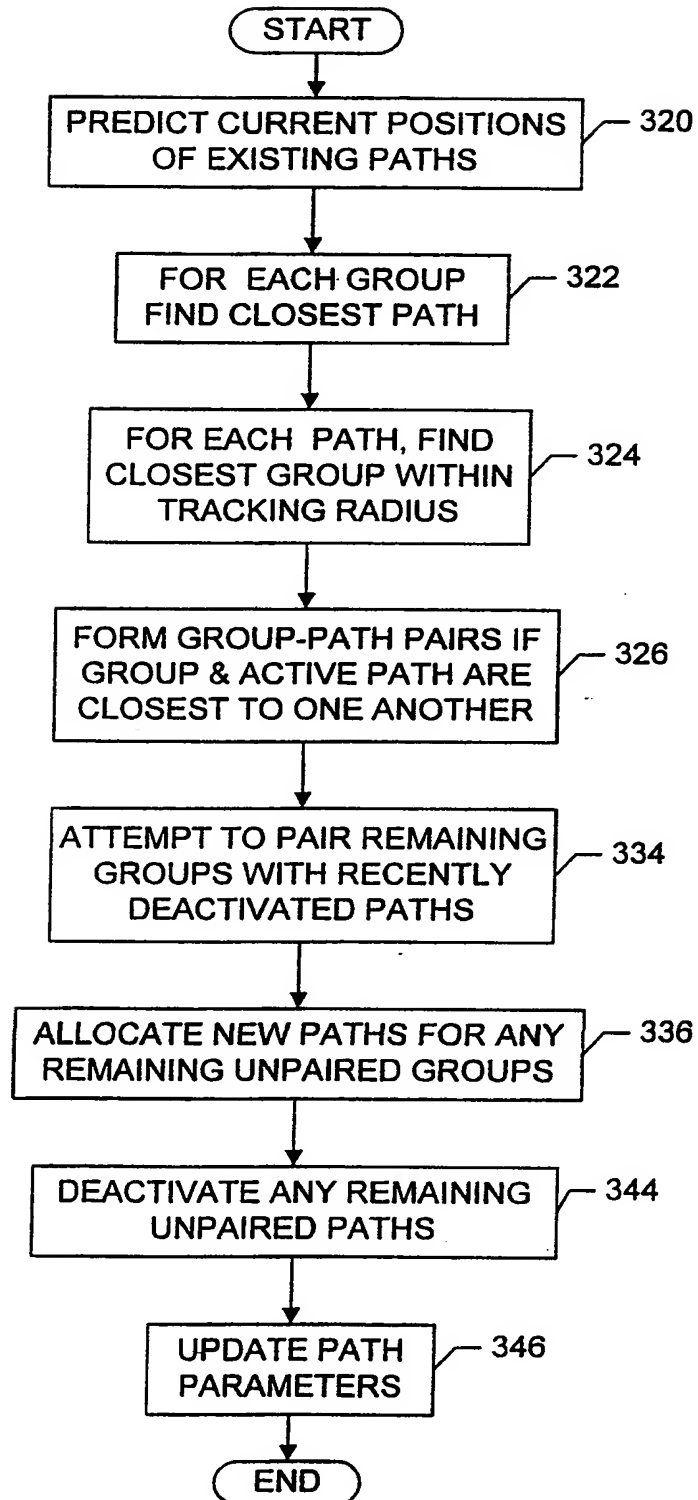 START
PREDICT CURRENT POSITIONS
OF EXISTING PATHS
320
FOR EACH GROUP
FIND CLOSEST PATH
322
FOR EACH PATH, FIND
CLOSEST GROUP WITHIN
TRACKING RADIUS
324
FORM GROUP-PATH PAIRS IF
GROUP & ACTIVE PATH ARE
CLOSEST TO ONE ANOTHER
326
ATTEMPT TO PAIR REMAINING
GROUPS WITH RECENTLY
DEACTIVATED PATHS
334
ALLOCATE NEW PATHS FOR ANY
REMAINING UNPAIRED GROUPS
336
DEACTIVATE ANY REMAINING
UNPAIRED PATHS
344
UPDATE PATH
PARAMETERS
346
END